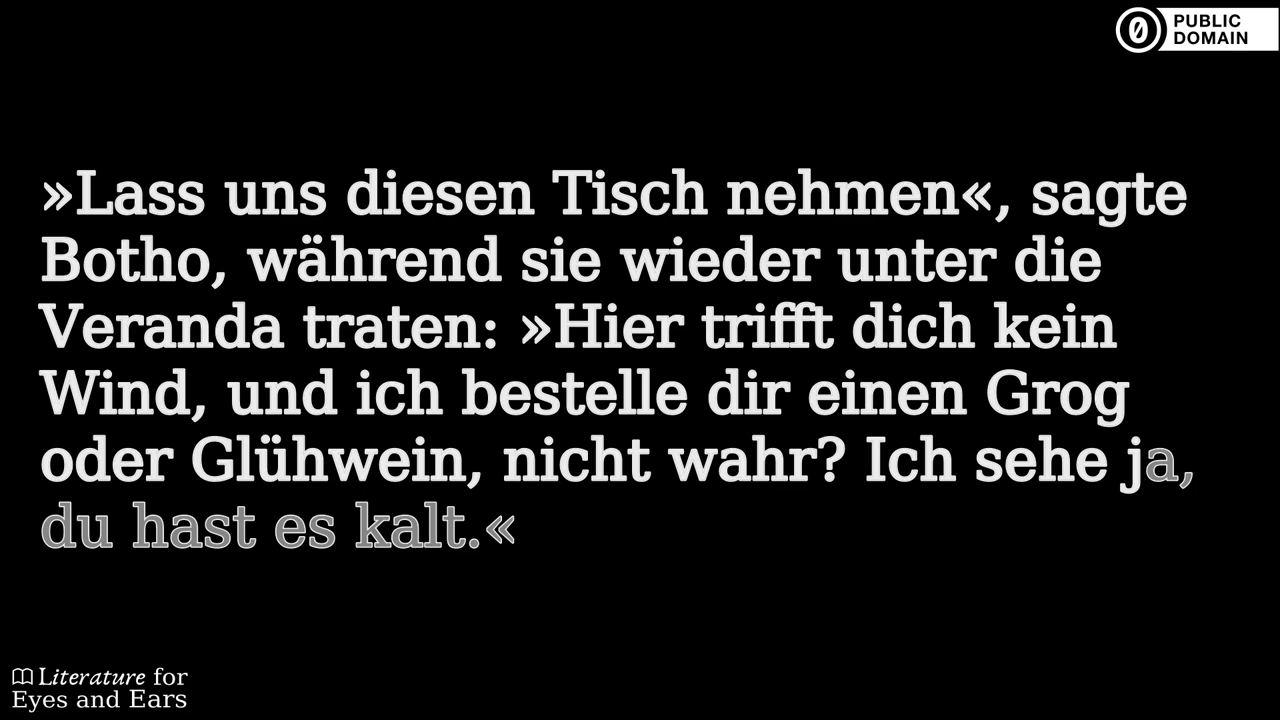 PUBLIC
DOMAIN
»Lass uns diesen Tisch nehmen«, sagte
Botho, während sie wieder unter die
Veranda traten: »Hier trifft dich kein
Wind, und ich bestelle dir einen Grog
oder Glühwein, nicht wahr? Ich sehe ja,
du hast es kalt.«
Literature for
Eyes and Ears